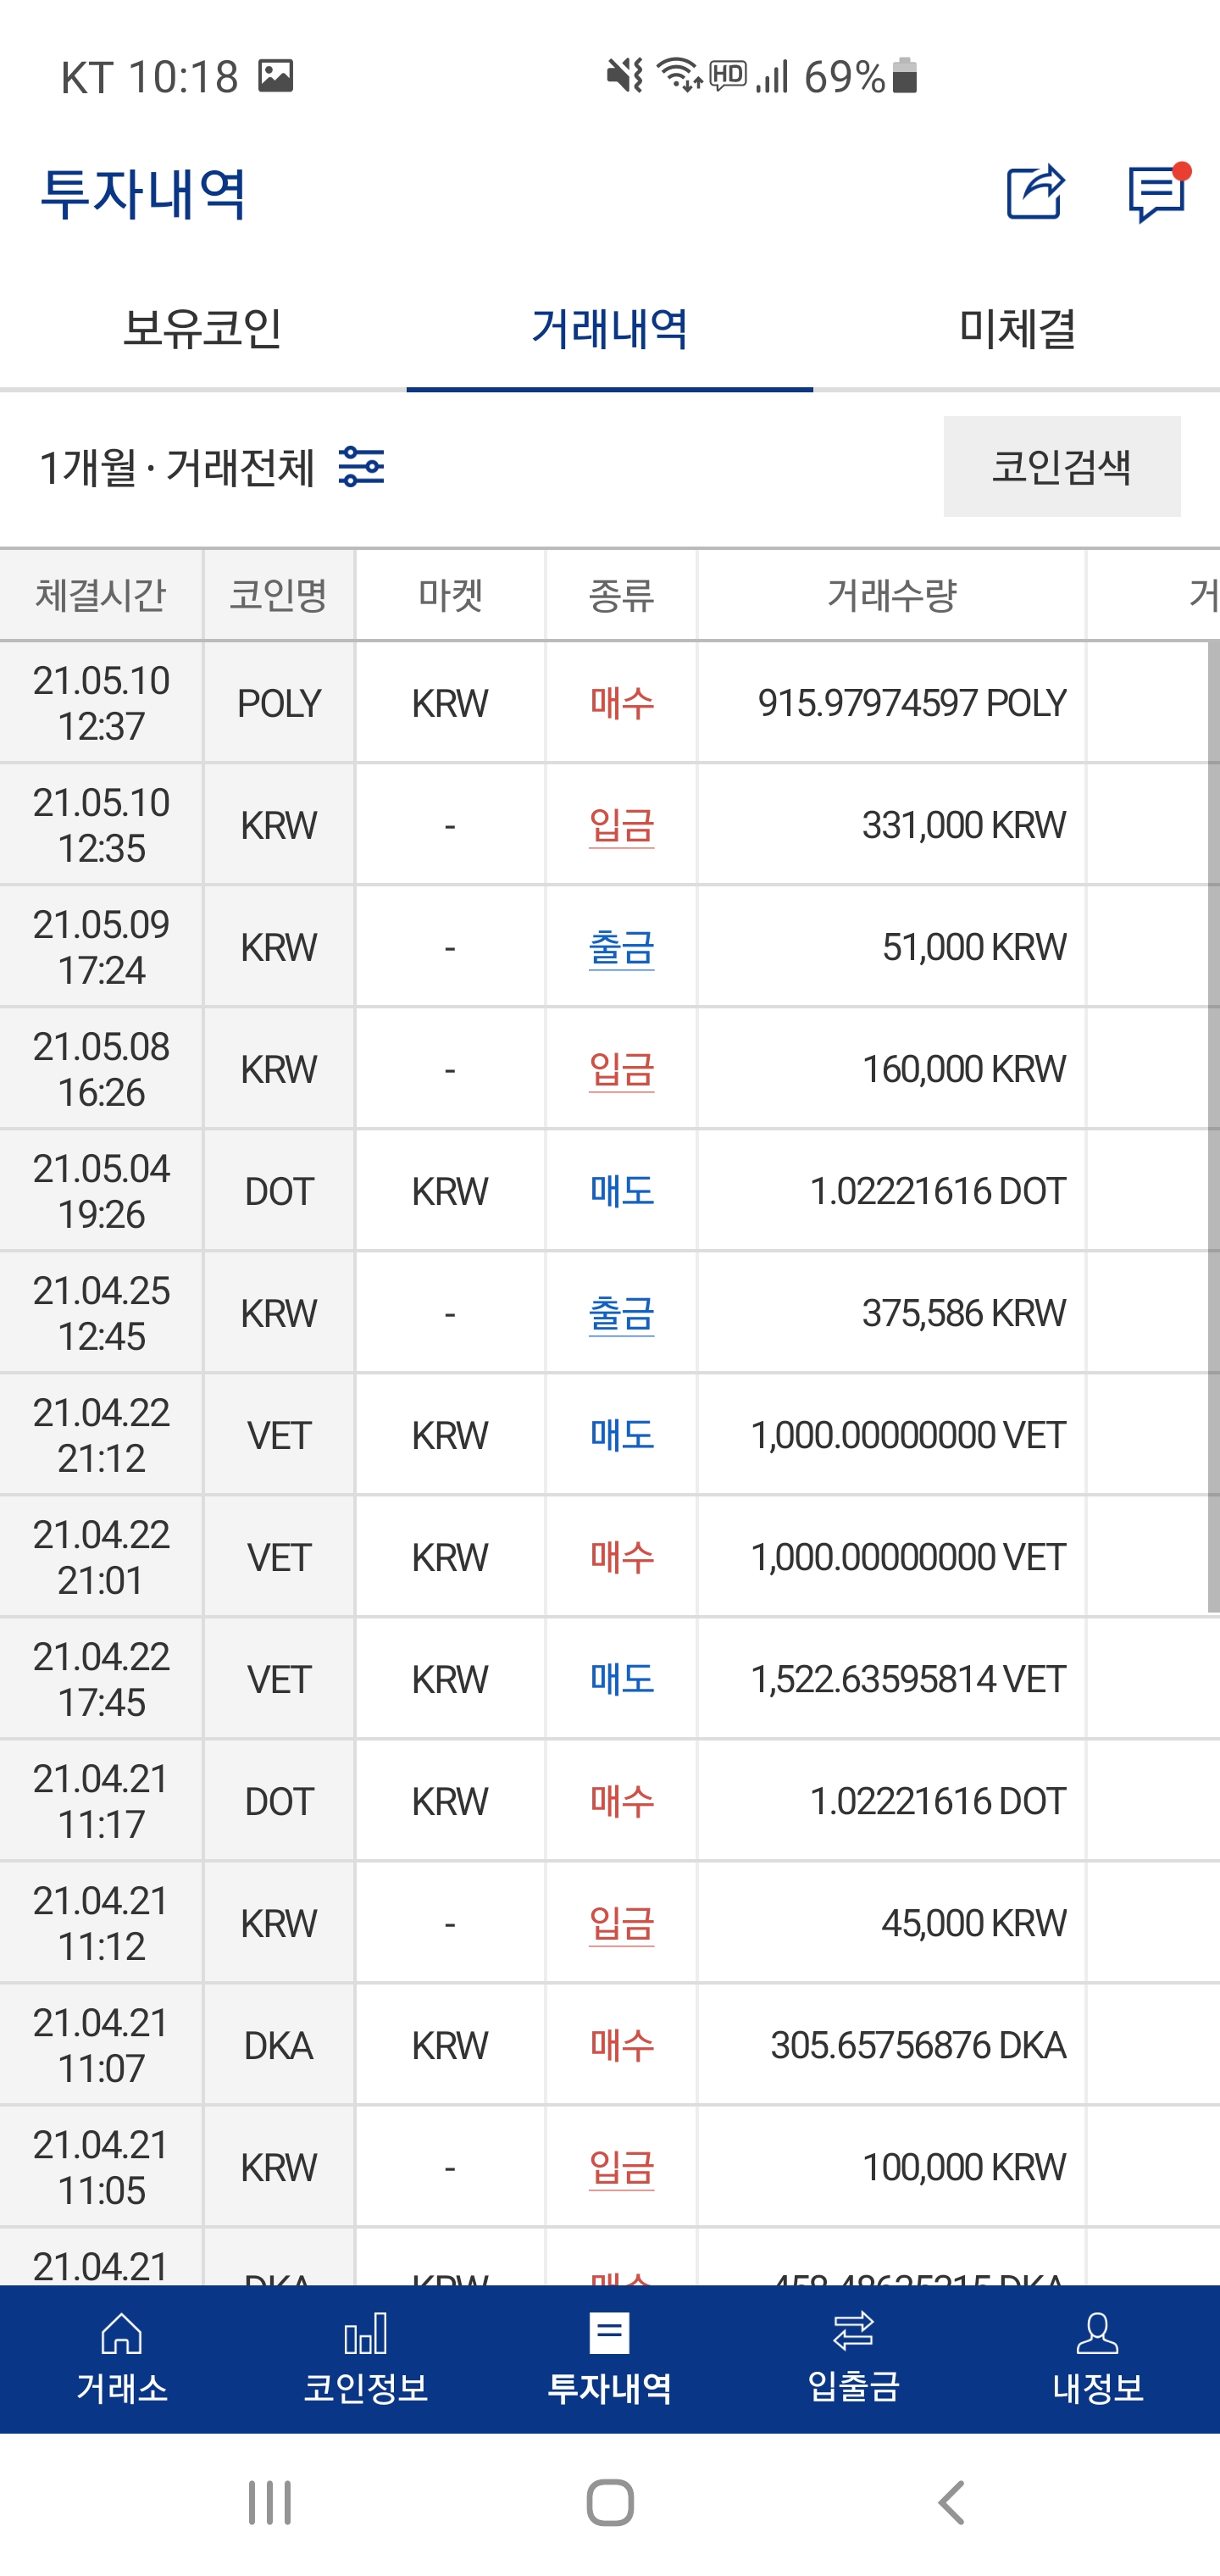 KT 10:18 HD 69%
투자내역
보유코인 거래내역 미체결
1개월 · 거래전체 코인검색
체결시간 코인명 마켓 종류 거래수량 거
21.05.10 12:37 POLY KRW 매수 915.97974597 POLY
21.05.10 12:35 KRW - 입금 331,000 KRW
21.05.09 17:24 KRW - 출금 51,000 KRW
21.05.08 16:26 KRW - 입금 160,000 KRW
21.05.04 19:26 DOT KRW 매도 1.02221616 DOT
21.04.25 12:45 KRW - 출금 375,586 KRW
21.04.22 21:12 VET KRW 매도 1,000.00000000 VET
21.04.22 21:01 VET KRW 매수 1,000.00000000 VET
21.04.22 17:45 VET KRW 매도 1,522.63595814 VET
21.04.21 11:17 DOT KRW 매수 1.02221616 DOT
21.04.21 11:12 KRW - 입금 45,000 KRW
21.04.21 11:07 DKA KRW 매수 305.65756876 DKA
21.04.21 11:05 KRW - 입금 100,000 KRW
21.04.21 DKA KRW 매수
거래소 코인정보 투자내역 입출금 내정보